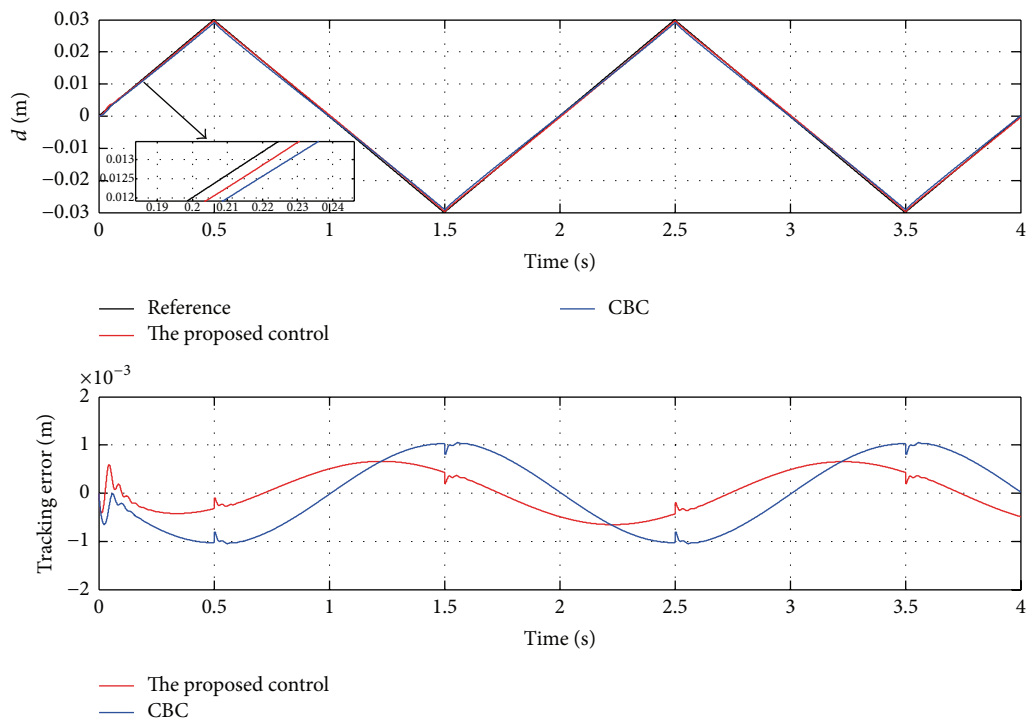 0.03
0.02
0.01
0
−0.01
−0.02
−0.03
d (m)
0.013
0.0125
0.012
0.19 0.2 0.21 0.22 0.23 0.24
0 0.5 1 1.5 2 2.5 3 3.5 4
Time (s)
Reference
The proposed control
CBC
×10−3
2
1
0
−1
−2
Tracking error (m)
0 0.5 1 1.5 2 2.5 3 3.5 4
Time (s)
The proposed control
CBC